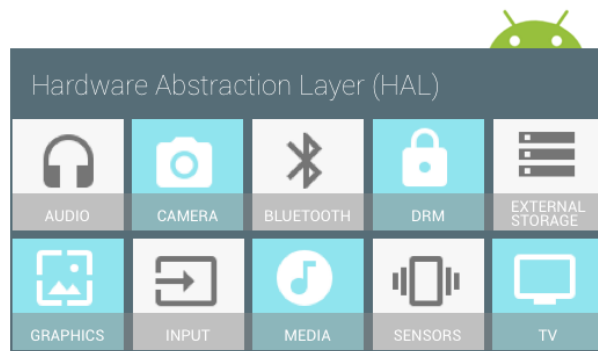 Hardware Abstraction Layer (HAL)
AUDIO
CAMERA
BLUETOOTH
DRM
EXTERNAL
STORAGE
GRAPHICS
INPUT
MEDIA
SENSORS
TV